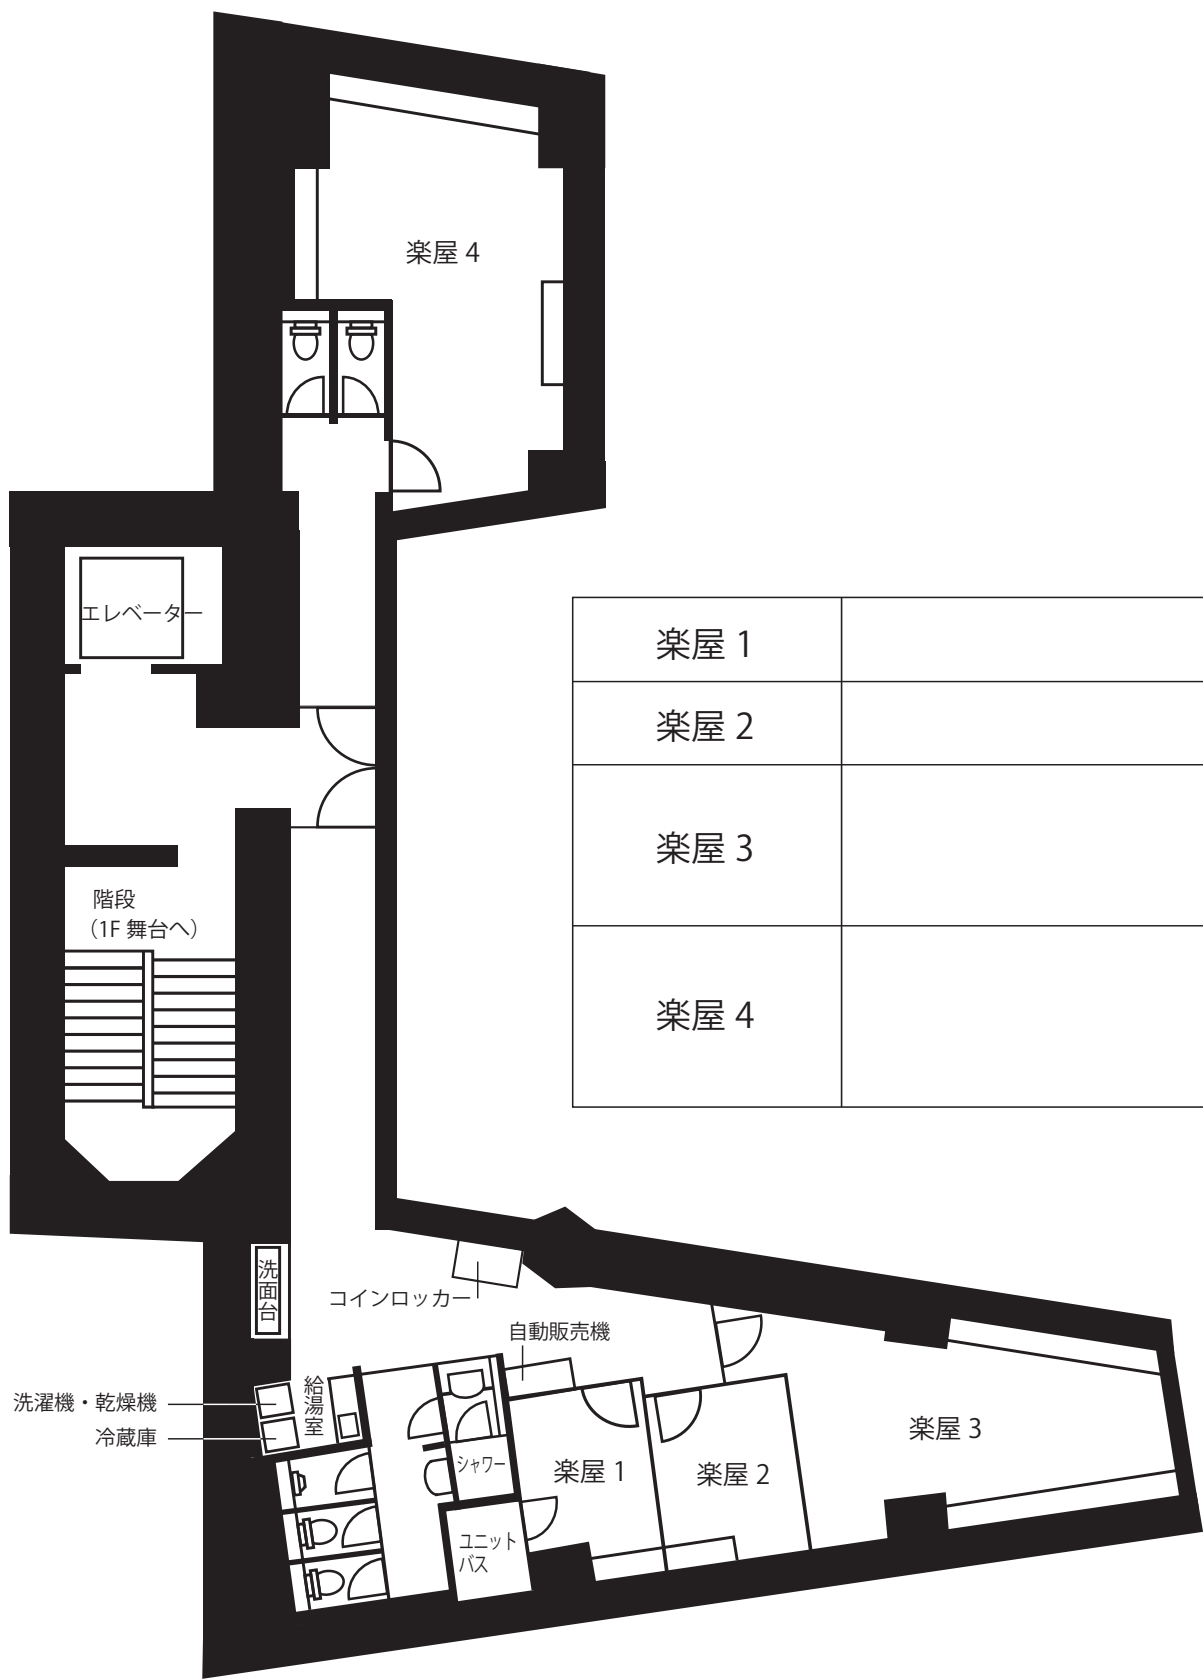 楽屋 4
エレベーター
楽屋 1
楽屋 2
楽屋 3
楽屋 4
階段
（1F 舞台へ）
洗面台
コインロッカー
自動販売機
給湯室
洗濯機・乾燥機
冷蔵庫
シャワー
楽屋 1
楽屋 2
楽屋 3
ユニット
バス